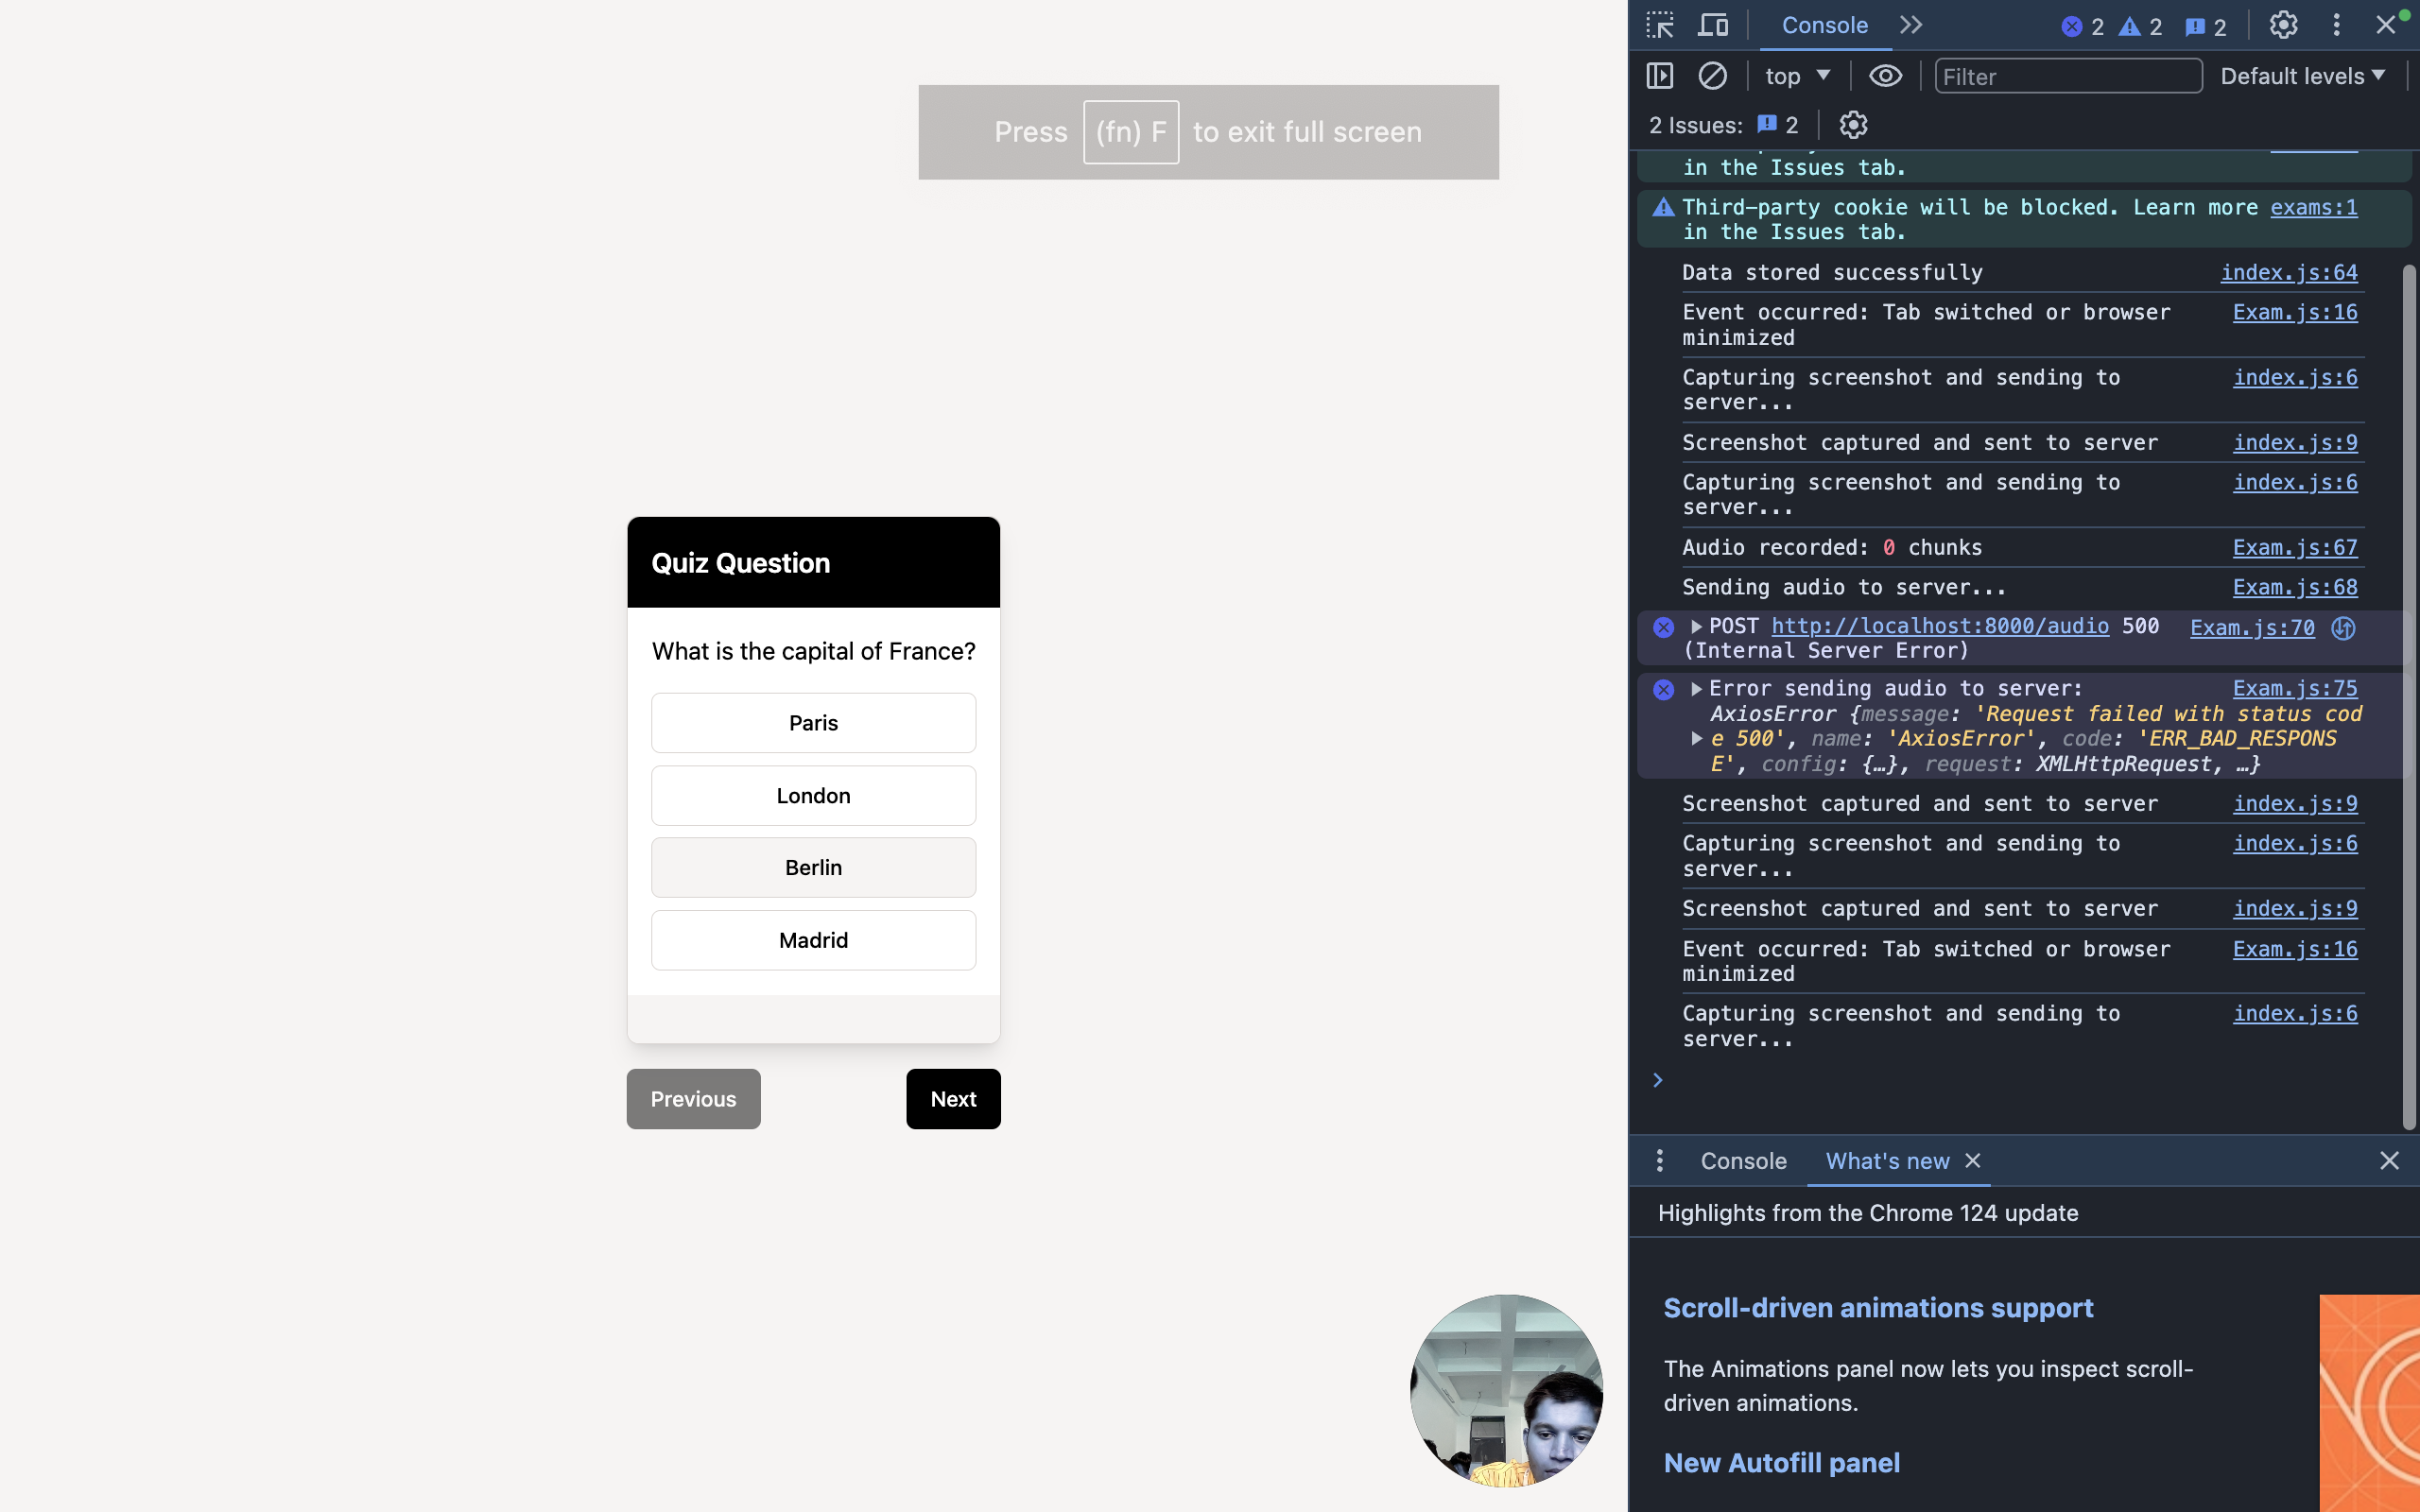 Press (fn) F to exit full screen
Quiz Question
What is the capital of France?
Paris
London
Berlin
Madrid
Previous
Next
Console
2
2
2
top
Filter
Default levels
2 Issues: 2
in the Issues tab.
Third-party cookie will be blocked. Learn more exams:1
in the Issues tab.
Data stored successfully index.js:64
Event occurred: Tab switched or browser Exam.js:16
minimized
Capturing screenshot and sending to index.js:6
server...
Screenshot captured and sent to server index.js:9
Capturing screenshot and sending to index.js:6
server...
Audio recorded: 0 chunks Exam.js:67
Sending audio to server... Exam.js:68
POST http://localhost:8000/audio 500 Exam.js:70
(Internal Server Error)
Error sending audio to server: Exam.js:75
AxiosError {message: 'Request failed with status cod
e 500', name: 'AxiosError', code: 'ERR_BAD_RESPONS
E', config: {…}, request: XMLHttpRequest, …}
Screenshot captured and sent to server index.js:9
Capturing screenshot and sending to index.js:6
server...
Screenshot captured and sent to server index.js:9
Event occurred: Tab switched or browser Exam.js:16
minimized
Capturing screenshot and sending to index.js:6
server...
Console
What's new
Highlights from the Chrome 124 update
Scroll-driven animations support
The Animations panel now lets you inspect scroll-
driven animations.
New Autofill panel